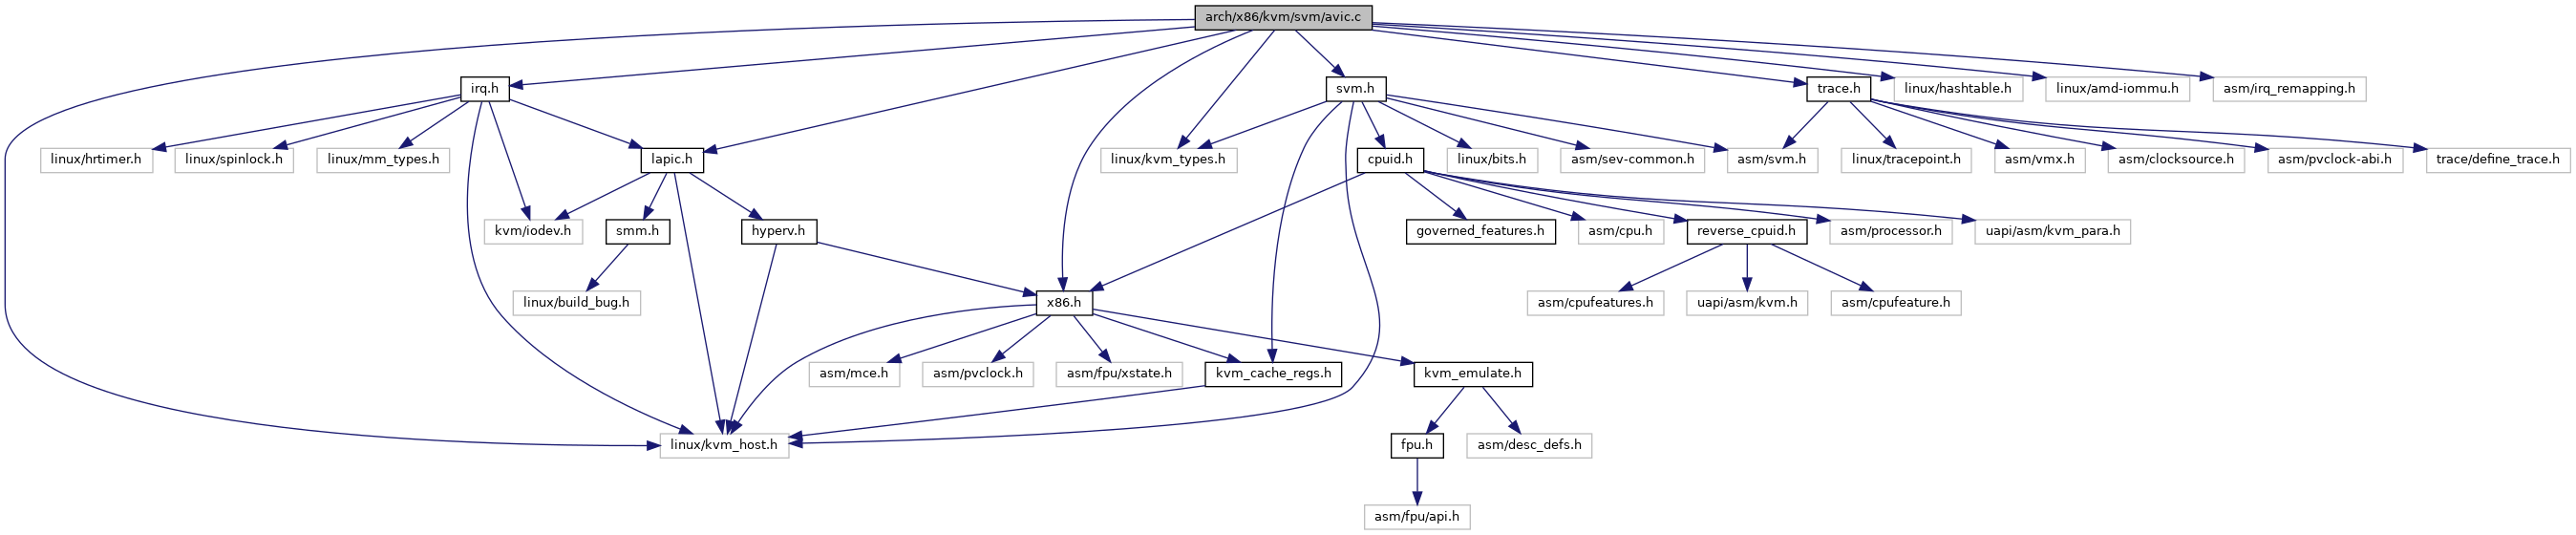 arch/x86/kvm/svm/avic.c
irq.h
svm.h
trace.h
linux/hashtable.h
linux/amd-iommu.h
asm/irq_remapping.h
linux/hrtimer.h
linux/spinlock.h
linux/mm_types.h
lapic.h
linux/kvm_types.h
cpuid.h
linux/bits.h
asm/sev-common.h
asm/svm.h
linux/tracepoint.h
asm/vmx.h
asm/clocksource.h
asm/pvclock-abi.h
trace/define_trace.h
kvm/iodev.h
smm.h
hyperv.h
governed_features.h
asm/cpu.h
reverse_cpuid.h
asm/processor.h
uapi/asm/kvm_para.h
linux/build_bug.h
x86.h
asm/cpufeatures.h
uapi/asm/kvm.h
asm/cpufeature.h
asm/mce.h
asm/pvclock.h
asm/fpu/xstate.h
kvm_cache_regs.h
kvm_emulate.h
linux/kvm_host.h
fpu.h
asm/desc_defs.h
asm/fpu/api.h